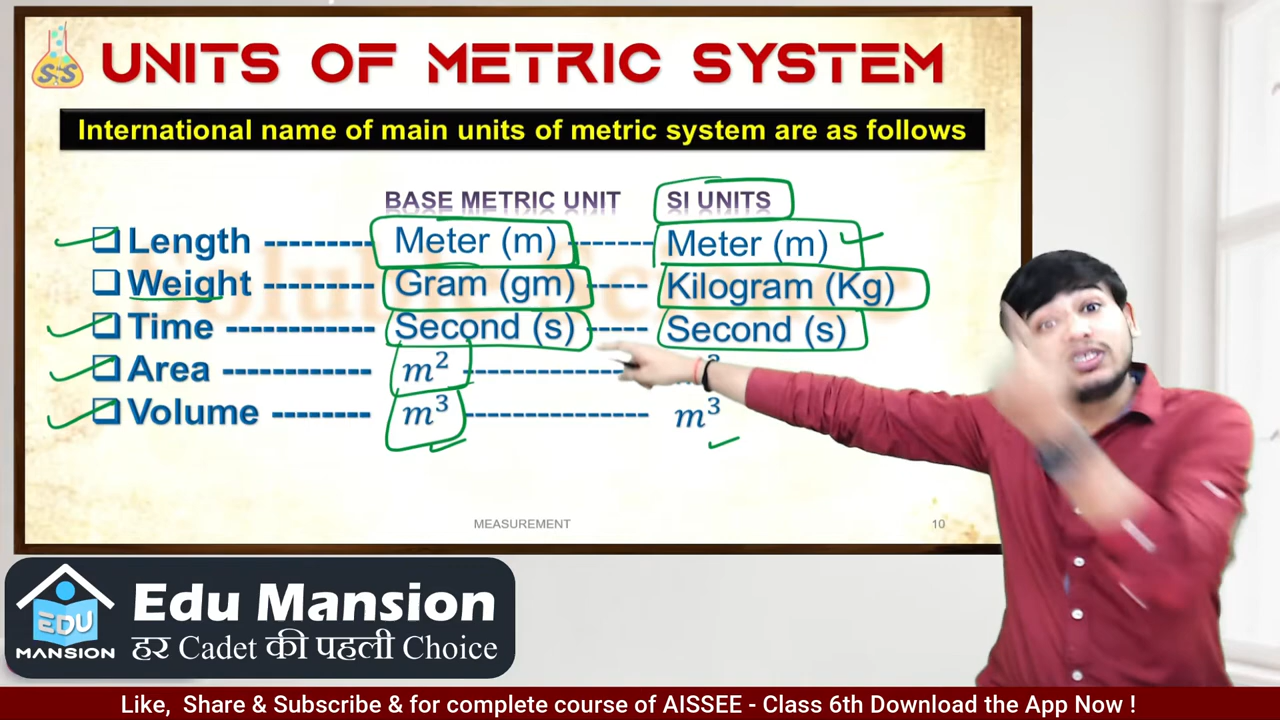 S2S
UNITS OF METRIC SYSTEM
International name of main units of metric system are as follows
BASE METRIC UNIT SI UNITS
❑ Length --------- Meter (m) ------- Meter (m)
❑ Weight --------- Gram (gm) ----- Kilogram (Kg)
❑ Time ------------ Second (s) ----- Second (s)
❑ Area ------------ m² ---------------
❑ Volume -------- m³ --------------- m³
MEASUREMENT 10
EDU
MANSION
Edu Mansion
हर Cadet की पहली Choice
Like, Share & Subscribe & for complete course of AISSEE - Class 6th Download the App Now !